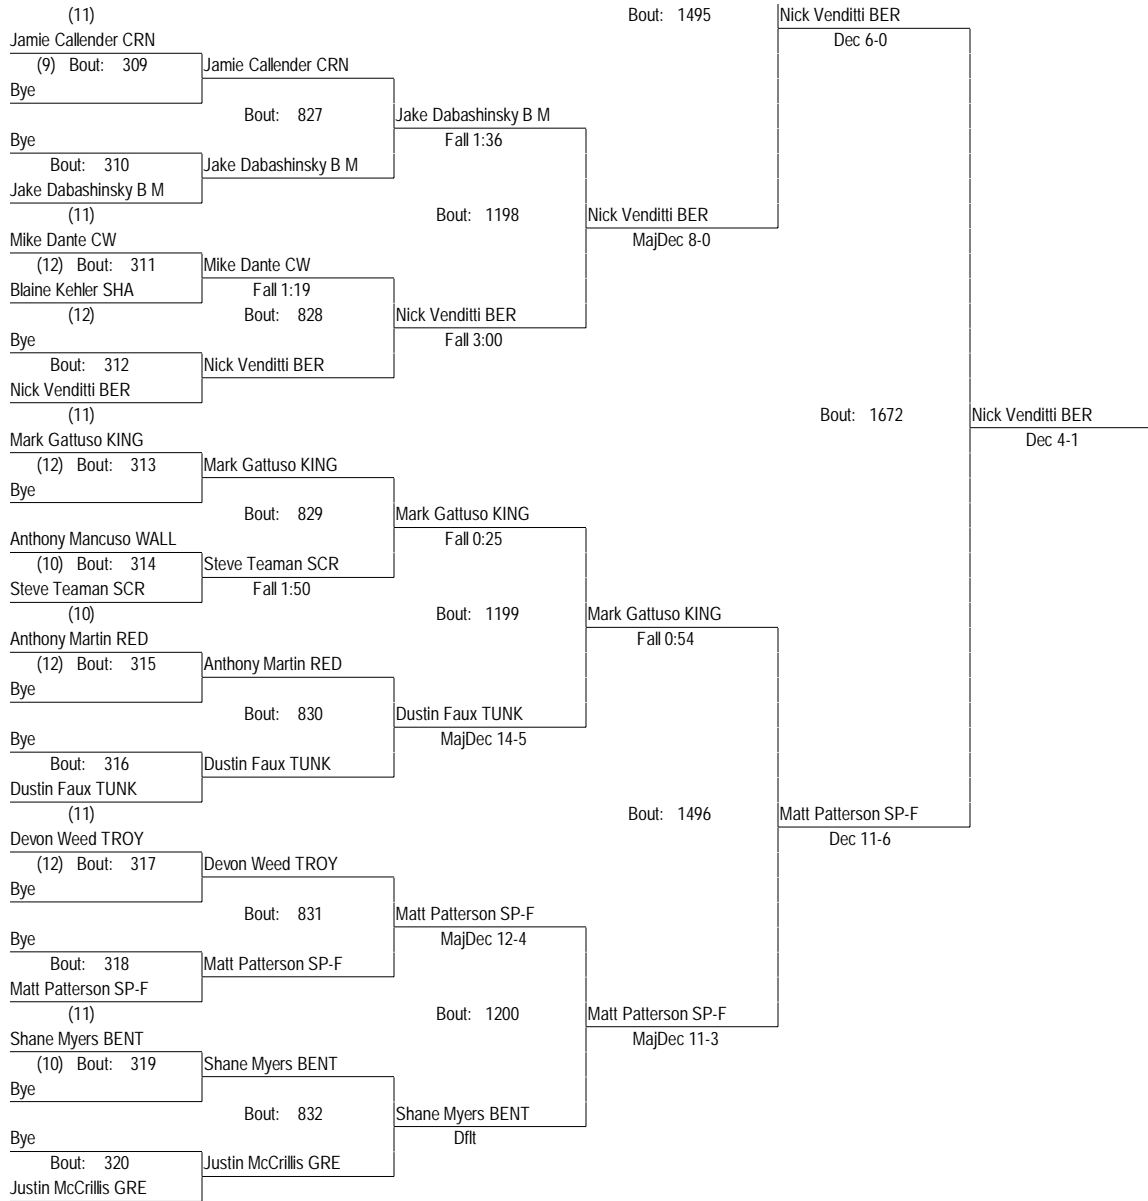 (11) Bout: 1495 Nick Venditti BER
Jamie Callender CRN Dec 6-0
(9) Bout: 309 Jamie Callender CRN
Bye
Bout: 827 Jake Dabashinsky B M
Bye Fall 1:36
Bout: 310 Jake Dabashinsky B M
Jake Dabashinsky B M
(11) Bout: 1198 Nick Venditti BER
Mike Dante CW MajDec 8-0
(12) Bout: 311 Mike Dante CW
Blaine Kehler SHA Fall 1:19
(12) Bout: 828 Nick Venditti BER
Bye Fall 3:00
Bout: 312 Nick Venditti BER
Nick Venditti BER
(11) Bout: 1672 Nick Venditti BER
Mark Gattuso KING Dec 4-1
(12) Bout: 313 Mark Gattuso KING
Bye
Bout: 829 Mark Gattuso KING
Anthony Mancuso WALL Fall 0:25
(10) Bout: 314 Steve Teaman SCR
Steve Teaman SCR Fall 1:50
(10) Bout: 1199 Mark Gattuso KING
Anthony Martin RED Fall 0:54
(12) Bout: 315 Anthony Martin RED
Bye
Bout: 830 Dustin Faux TUNK
Bye MajDec 14-5
Bout: 316 Dustin Faux TUNK
Dustin Faux TUNK
(11) Bout: 1496 Matt Patterson SP-F
Devon Weed TROY Dec 11-6
(12) Bout: 317 Devon Weed TROY
Bye
Bout: 831 Matt Patterson SP-F
Bye MajDec 12-4
Bout: 318 Matt Patterson SP-F
Matt Patterson SP-F
(11) Bout: 1200 Matt Patterson SP-F
Shane Myers BENT MajDec 11-3
(10) Bout: 319 Shane Myers BENT
Bye
Bout: 832 Shane Myers BENT
Bye Dflt
Bout: 320 Justin McCrillis GRE
Justin McCrillis GRE